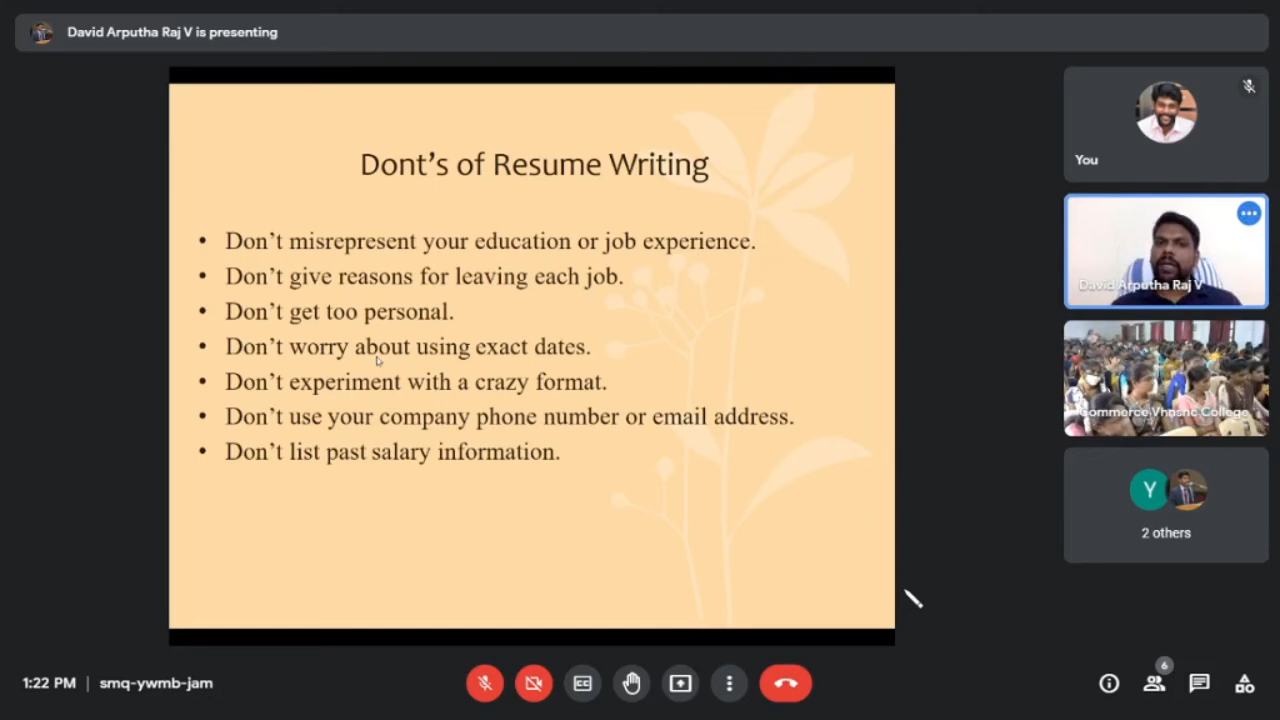 David Arputha Raj V is presenting
Dont's of Resume Writing
• Don't misrepresent your education or job experience.
• Don't give reasons for leaving each job.
• Don't get too personal.
• Don't worry about using exact dates.
• Don't experiment with a crazy format.
• Don't use your company phone number or email address.
• Don't list past salary information.
You
David Arputha Raj V
Commerce Vhnsnc College
Y
2 others
1:22 PM | smq-ywmb-jam
CC
6